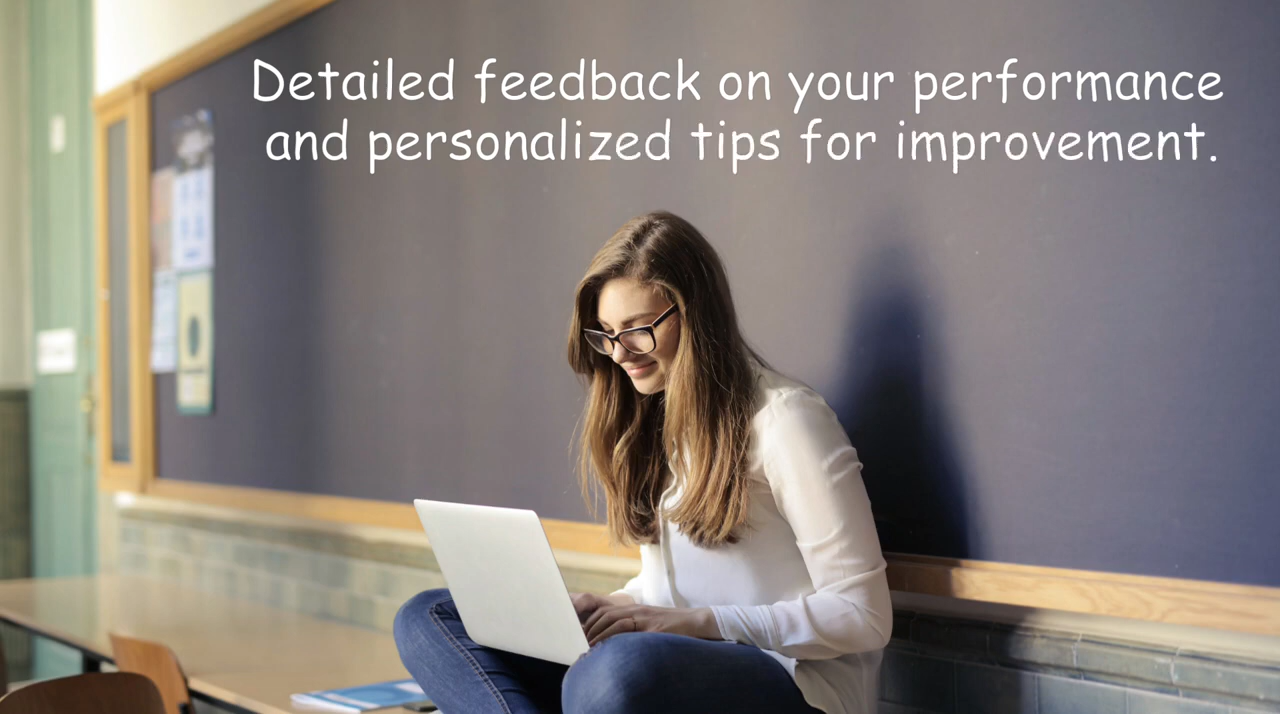 Detailed feedback on your performance
and personalized tips for improvement.